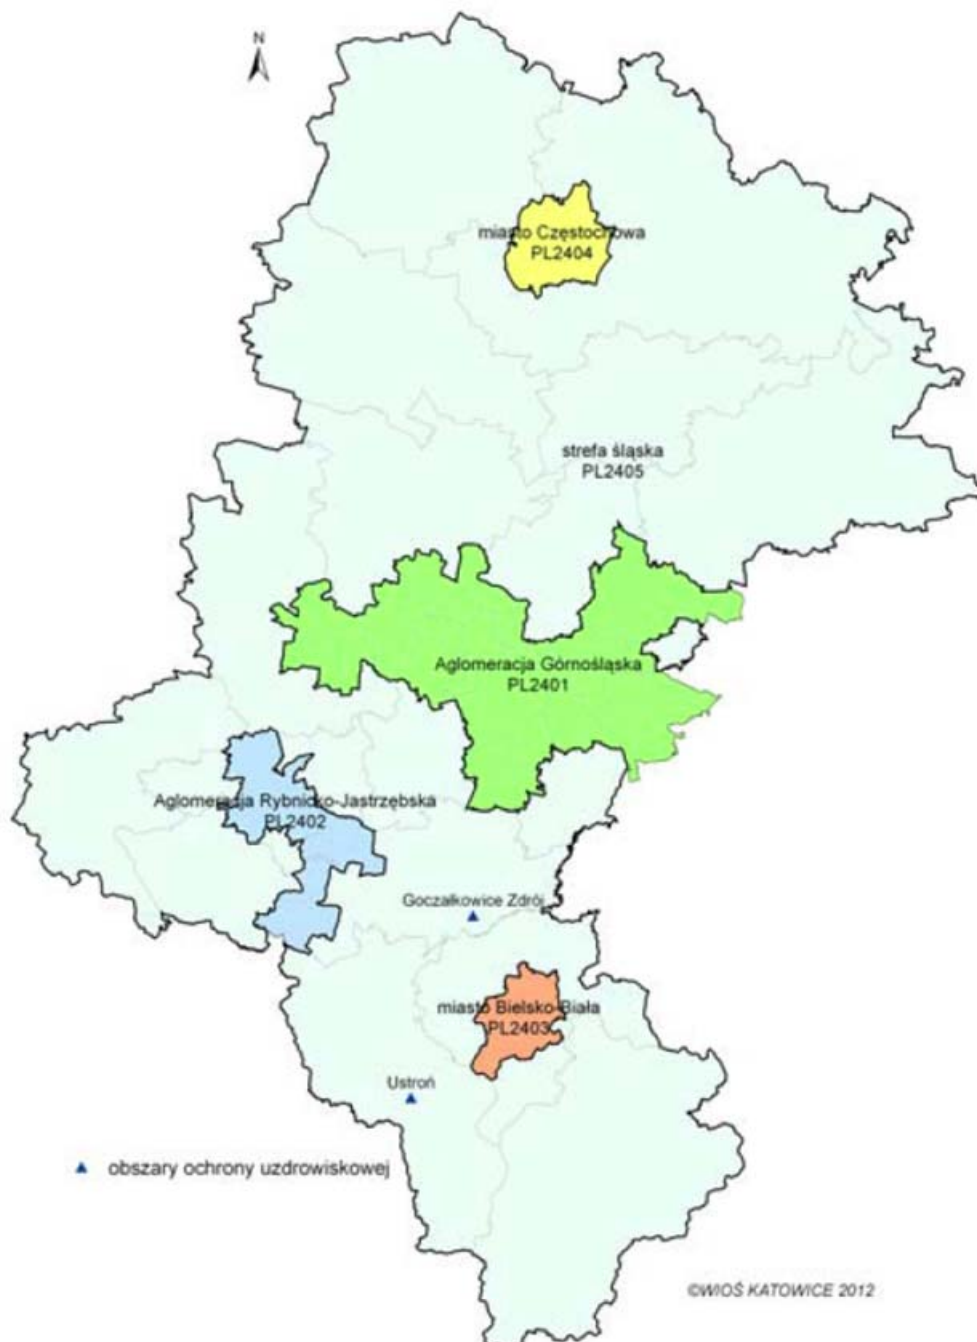 N
miasto Częstochowa
PL2404
strefa śląska
PL2405
Aglomeracja Górnośląska
PL2401
Aglomeracja Rybnicko-Jastrzębska
PL2402
Goczałkowice Zdrój
miasto Bielsko-Biała
PL2403
Ustroń
obszary ochrony uzdrowiskowej
©WIOŚ KATOWICE 2012